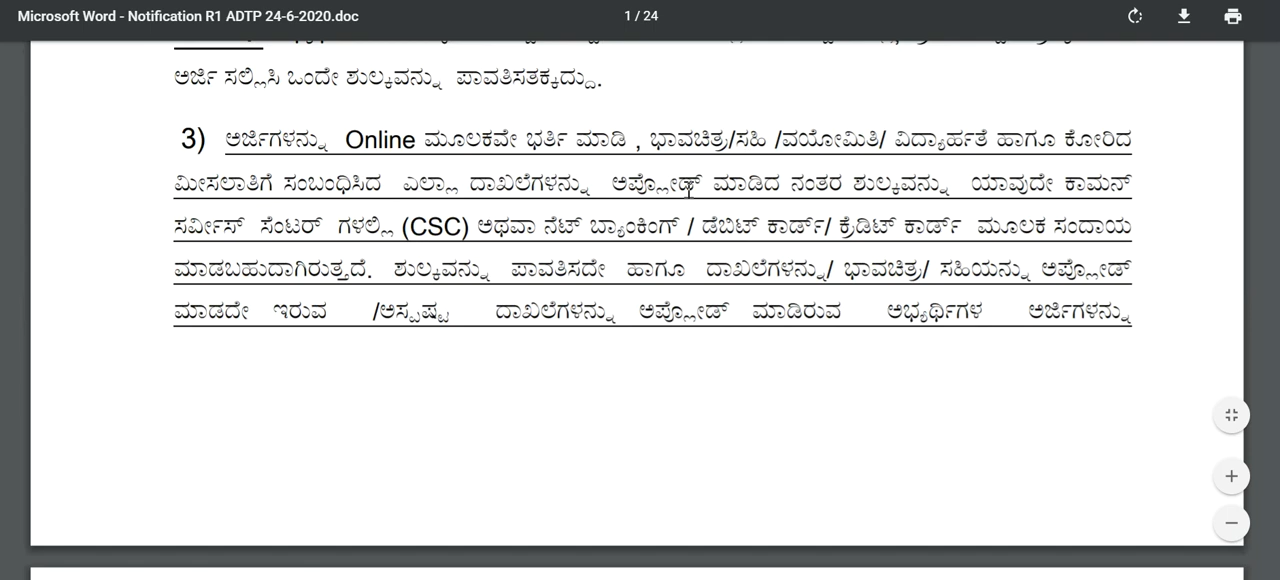 Microsoft Word - Notification R1 ADTP 24-6-2020.doc
1 / 24
ಅರ್ಜಿ ಸಲ್ಲಿಸಿ ಒಂದೇ ಶುಲ್ಕವನ್ನು ಪಾವತಿಸತಕ್ಕದ್ದು.
3) ಅರ್ಜಿಗಳನ್ನು Online ಮೂಲಕವೇ ಭರ್ತಿ ಮಾಡಿ , ಭಾವಚಿತ್ರ/ಸಹಿ /ವಯೋಮಿತಿ/ ವಿದ್ಯಾರ್ಹತೆ ಹಾಗೂ ಕೋರಿದ
ಮೀಸಲಾತಿಗೆ ಸಂಬಂಧಿಸಿದ ಎಲ್ಲಾ ದಾಖಲೆಗಳನ್ನು ಅಪ್ಲೋಡ್ ಮಾಡಿದ ನಂತರ ಶುಲ್ಕವನ್ನು ಯಾವುದೇ ಕಾಮನ್
ಸರ್ವೀಸ್ ಸೆಂಟರ್ ಗಳಲ್ಲಿ (CSC) ಅಥವಾ ನೆಟ್ ಬ್ಯಾಂಕಿಂಗ್ / ಡೆಬಿಟ್ ಕಾರ್ಡ್/ ಕ್ರೆಡಿಟ್ ಕಾರ್ಡ್ ಮೂಲಕ ಸಂದಾಯ
ಮಾಡಬಹುದಾಗಿರುತ್ತದೆ. ಶುಲ್ಕವನ್ನು ಪಾವತಿಸದೇ ಹಾಗೂ ದಾಖಲೆಗಳನ್ನು/ ಭಾವಚಿತ್ರ/ ಸಹಿಯನ್ನು ಅಪ್ಲೋಡ್
ಮಾಡದೇ ಇರುವ /ಅಸ್ಪಷ್ಟ ದಾಖಲೆಗಳನ್ನು ಅಪ್ಲೋಡ್ ಮಾಡಿರುವ ಅಭ್ಯರ್ಥಿಗಳ ಅರ್ಜಿಗಳನ್ನು